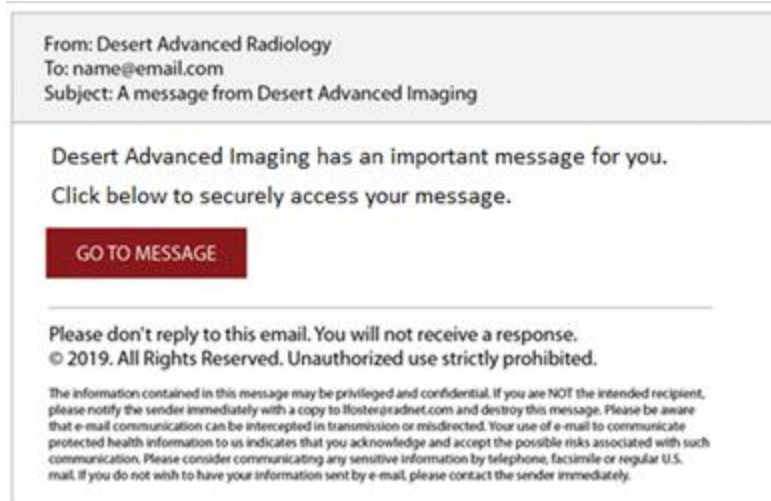 From: Desert Advanced Radiology
To: name@email.com
Subject: A message from Desert Advanced Imaging
Desert Advanced Imaging has an important message for you.
Click below to securely access your message.
GO TO MESSAGE
Please don't reply to this email. You will not receive a response.
© 2019. All Rights Reserved. Unauthorized use strictly prohibited.
The information contained in this message may be privileged and confidential. If you are NOT the intended recipient,
please notify the sender immediately with a copy to lloster@radnet.com and destroy this message. Please be aware
that e-mail communication can be intercepted in transmission or misdirected. Your use of e-mail to communicate
protected health information to us indicates that you acknowledge and accept the possible risks associated with such
communication. Please consider communicating any sensitive information by telephone, facsimile or regular U.S.
mail. If you do not wish to have your information sent by e-mail, please contact the sender immediately.